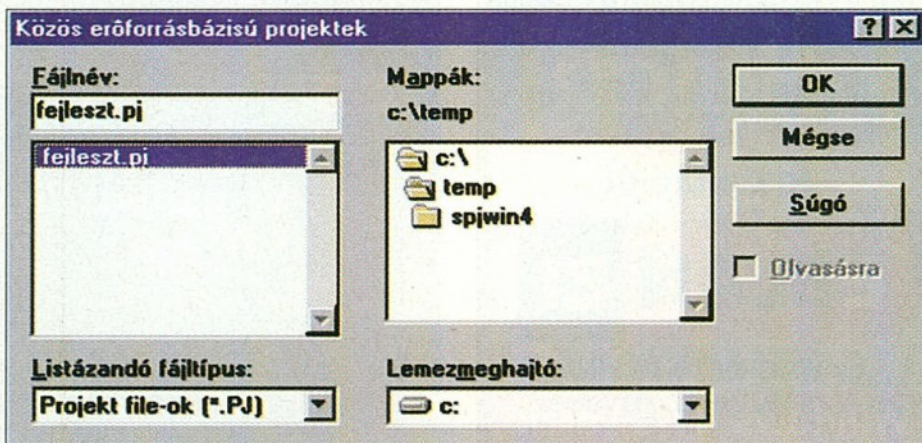 Közös erõforrásbázisú projektek
Fájlnév:
fejleszt.pj
fejleszt.pj
Listázandó fájltípus:
Projekt file-ok (*.PJ)
Mappák:
c:\temp
c:\
temp
spjwin4
Lemezmeghajtó:
c:
OK
Mégse
Súgó
Olvasásra